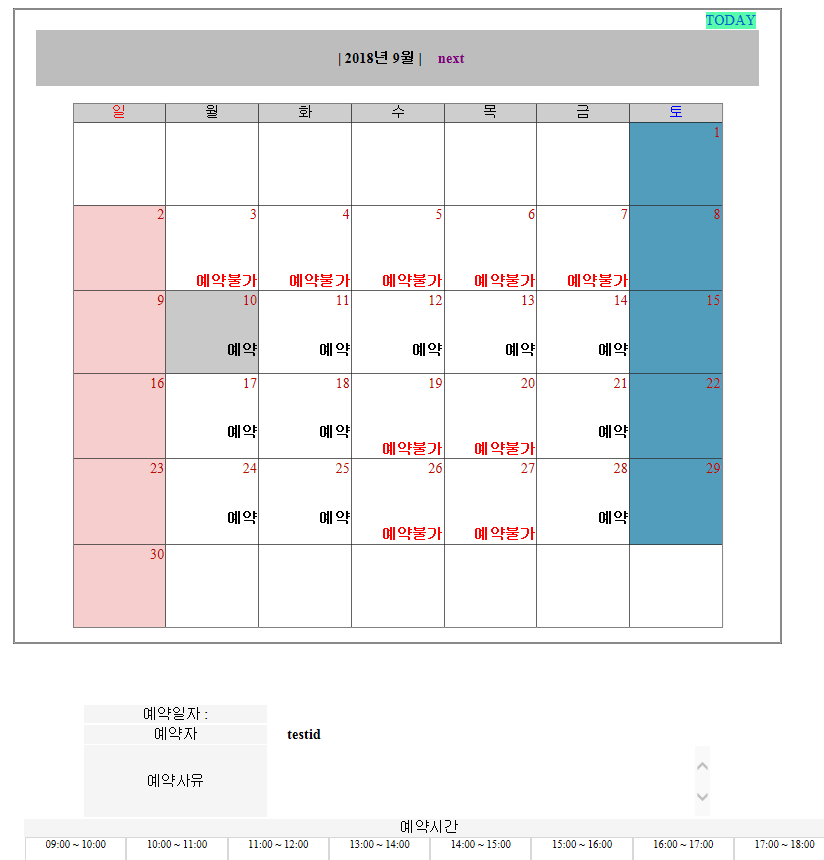 TODAY
| 2018년 9월 | next
일 월 화 수 목 금 토
1
2 3 4 5 6 7 8
예약불가 예약불가 예약불가 예약불가 예약불가
9 10 11 12 13 14 15
예약 예약 예약 예약 예약
16 17 18 19 20 21 22
예약 예약 예약불가 예약불가 예약
23 24 25 26 27 28 29
예약 예약 예약불가 예약불가 예약
30
예약일자 :
예약자 testid
예약사유
예약시간
09:00 ~ 10:00 10:00 ~ 11:00 11:00 ~ 12:00 13:00 ~ 14:00 14:00 ~ 15:00 15:00 ~ 16:00 16:00 ~ 17:00 17:00 ~ 18:00